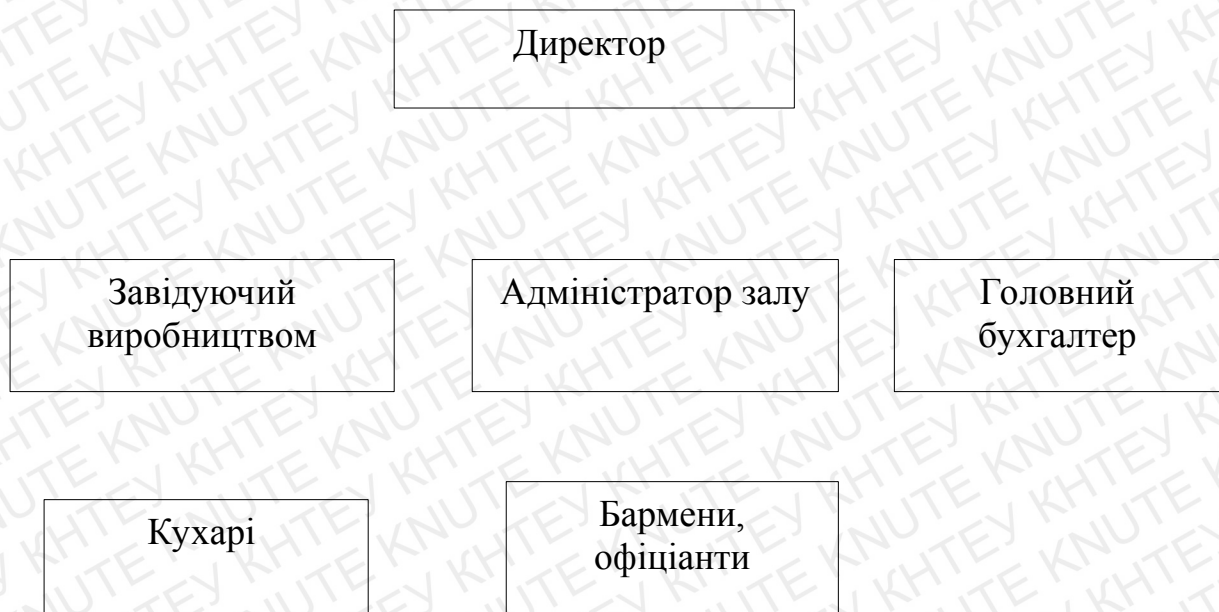 Директор
Завідуючий
виробництвом
Адміністратор залу
Головний
бухгалтер
Кухарі
Бармени,
офіціанти